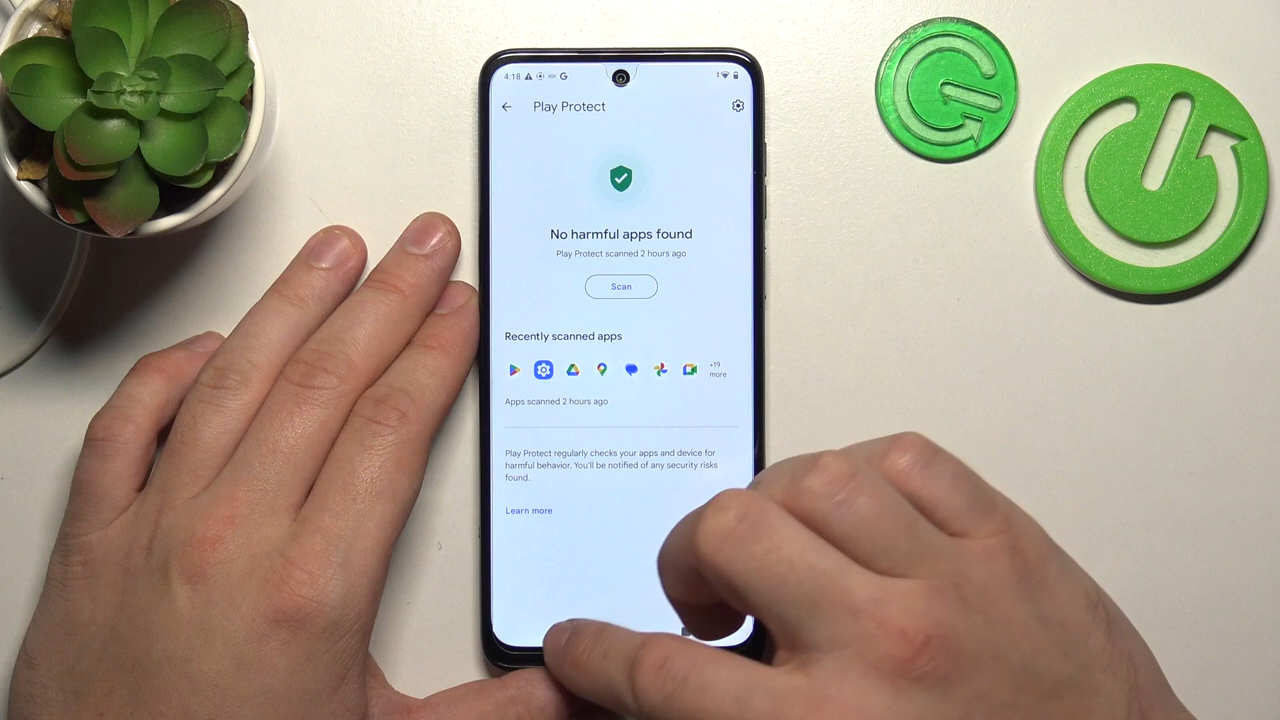 4:18
Play Protect
No harmful apps found
Play Protect scanned 2 hours ago
Scan
Recently scanned apps
+19
more
Apps scanned 2 hours ago
Play Protect regularly checks your apps and device for
harmful behavior. You'll be notified of any security risks
found.
Learn more